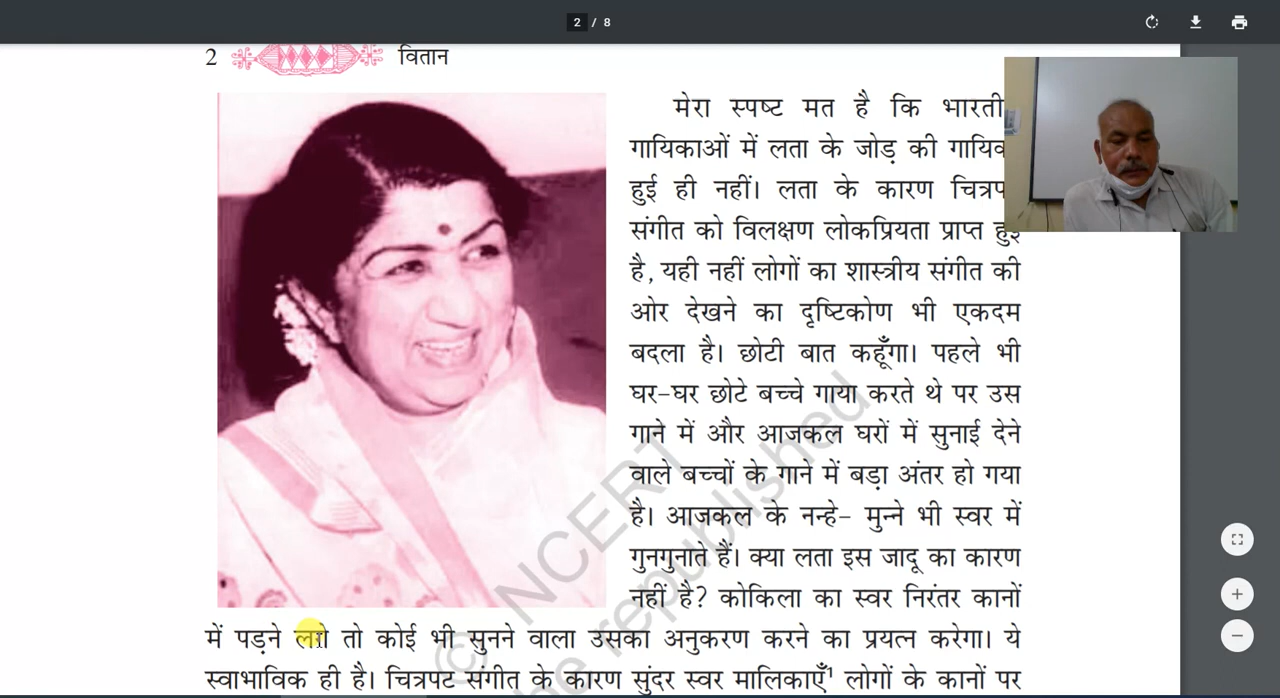 2 / 8
2 वितान
मेरा स्पष्ट मत है कि
गायिकाओं में लता के जोड़ की
हुई ही नहीं। लता के कारण
संगीत को विलक्षण लोकप्रियता प्राप्त हुई
है, यही नहीं लोगों का शास्त्रीय संगीत की
ओर देखने का दृष्टिकोण भी एकदम
बदला है। छोटी बात कहूँगा। पहले भी
घर-घर छोटे बच्चे गाया करते थे पर उस
गाने में और आजकल घरों में सुनाई देने
वाले बच्चों के गाने में बड़ा अंतर हो गया
है। आजकल के नन्हे- मुन्ने भी स्वर में
गुनगुनाते हैं। क्या लता इस जादू का कारण
नहीं है? कोकिला का स्वर निरंतर कानों
में पड़ने लगे तो कोई भी सुनने वाला उसका अनुकरण करने का प्रयत्न करेगा। ये
स्वाभाविक ही है। चित्रपट संगीत के कारण सुंदर स्वर मालिकाएँ¹ लोगों के कानों पर
© NCERT
be republished